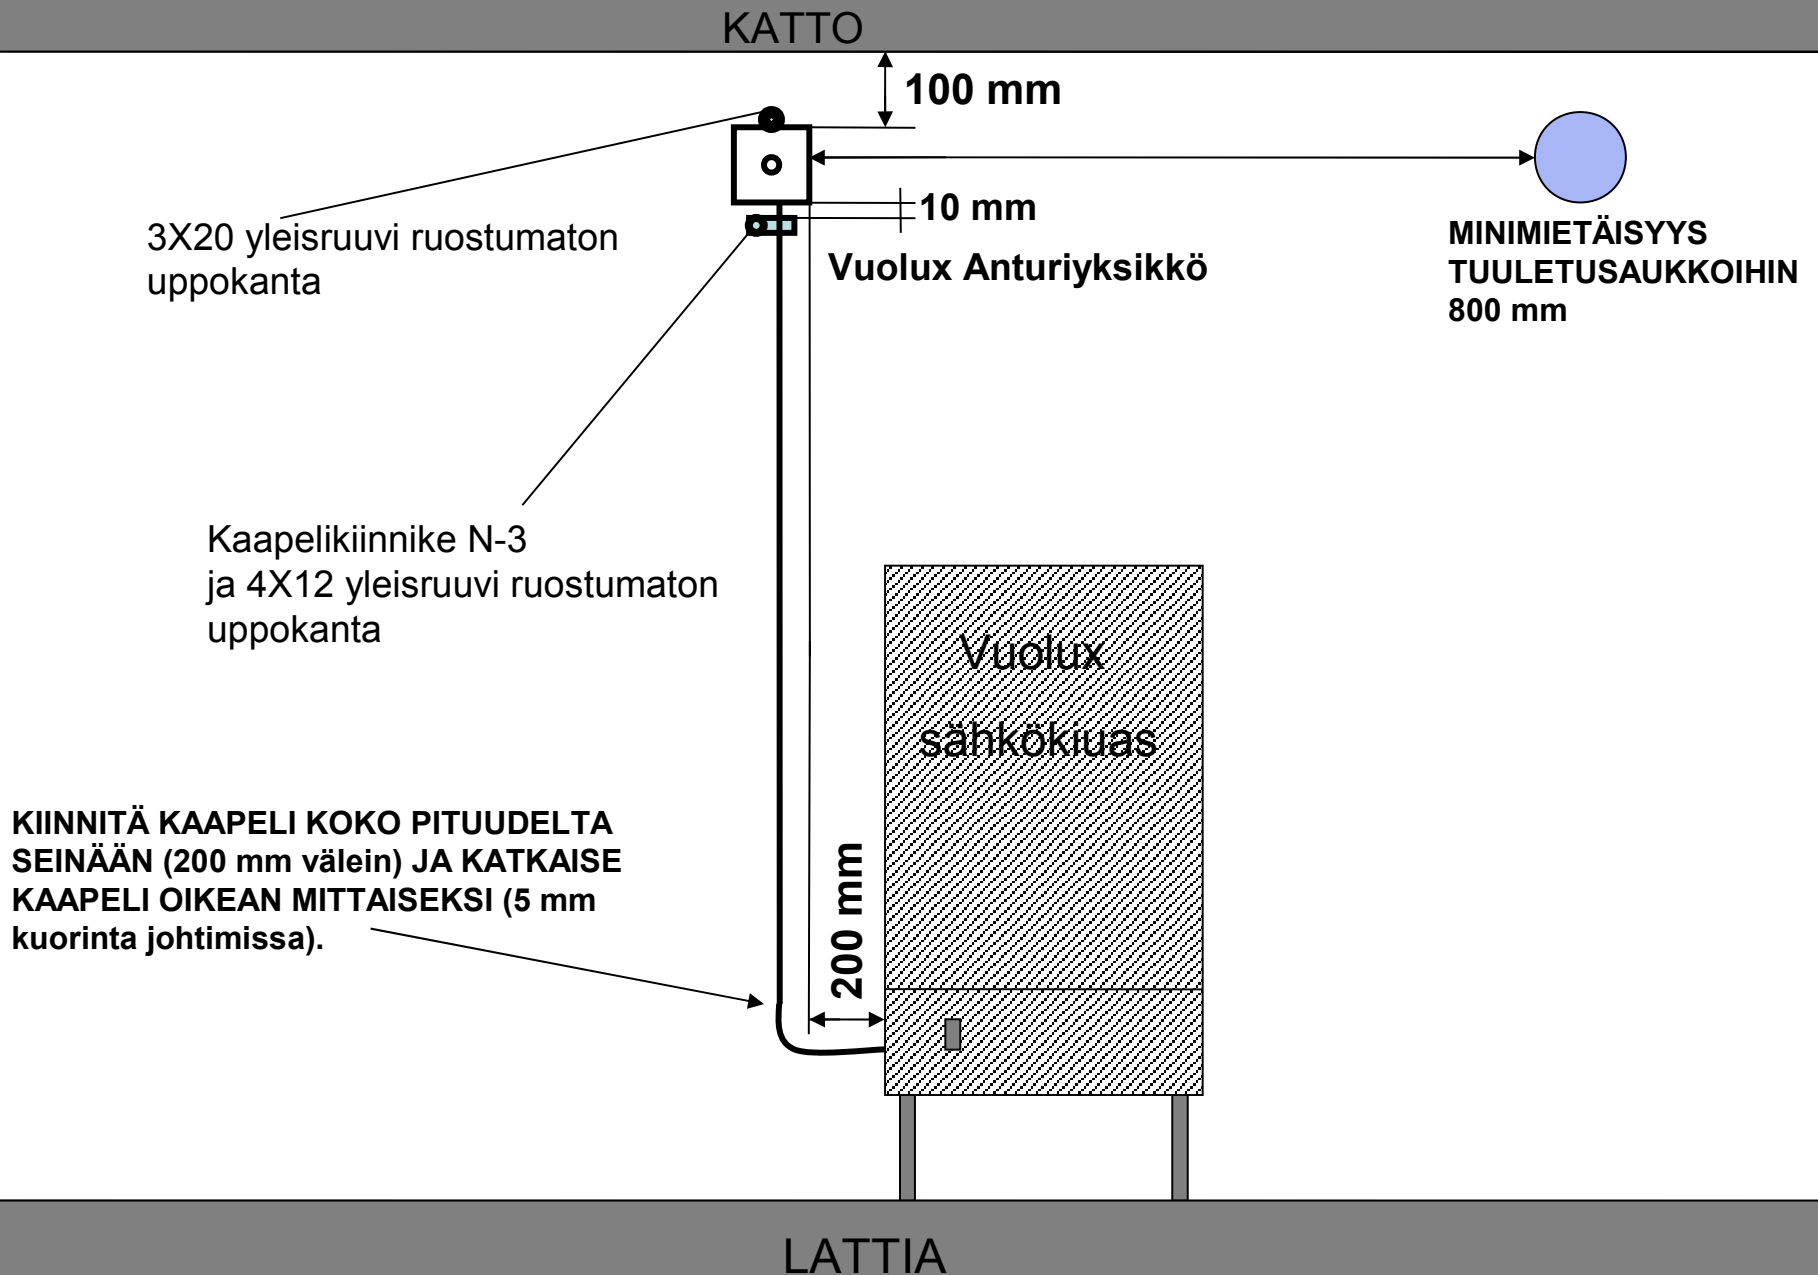 KATTO
100 mm
10 mm
3X20 yleisruuvi ruostumaton
uppokanta
Vuolux Anturiyksikkö
MINIMIETÄISYYS
TUULETUSAUKKOIHIN
800 mm
Kaapelikiinnike N-3
ja 4X12 yleisruuvi ruostumaton
uppokanta
Vuolux
sähkökiuas
KIINNITÄ KAAPELI KOKO PITUUDELTA
SEINÄÄN (200 mm välein) JA KATKAISE
KAAPELI OIKEAN MITTAISEKSI (5 mm
kuorinta johtimissa).
200 mm
LATTIA